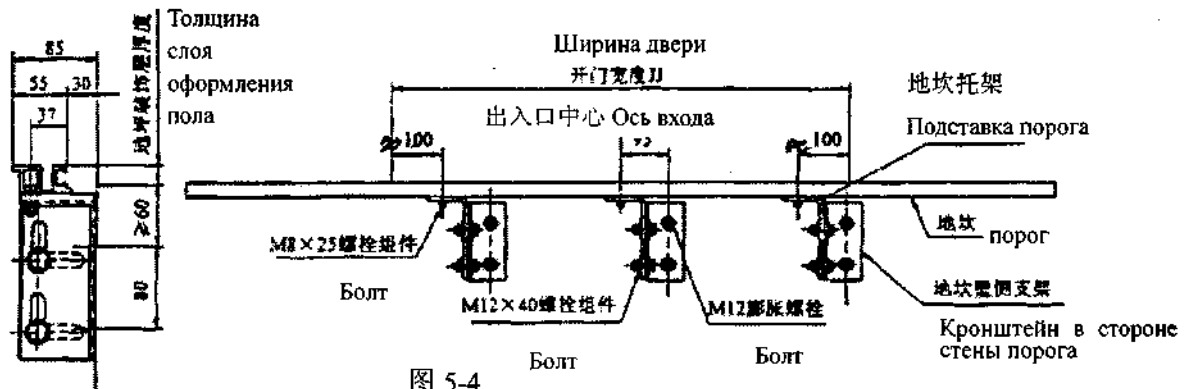 85
55 30
37
地坪装饰层厚度
Толщина
слоя
оформления
пола
≥60
80
Ширина двери
开门宽度JJ
出入口中心 Ось входа
≈100
≈ 100
地坎托架
Подставка порога
地坎
порог
M8×25螺栓组件
Болт
M12×40螺栓组件
Болт
M12膨胀螺栓
Болт
地坎壁侧支架
Кронштейн в стороне
стены порога
图 5-4